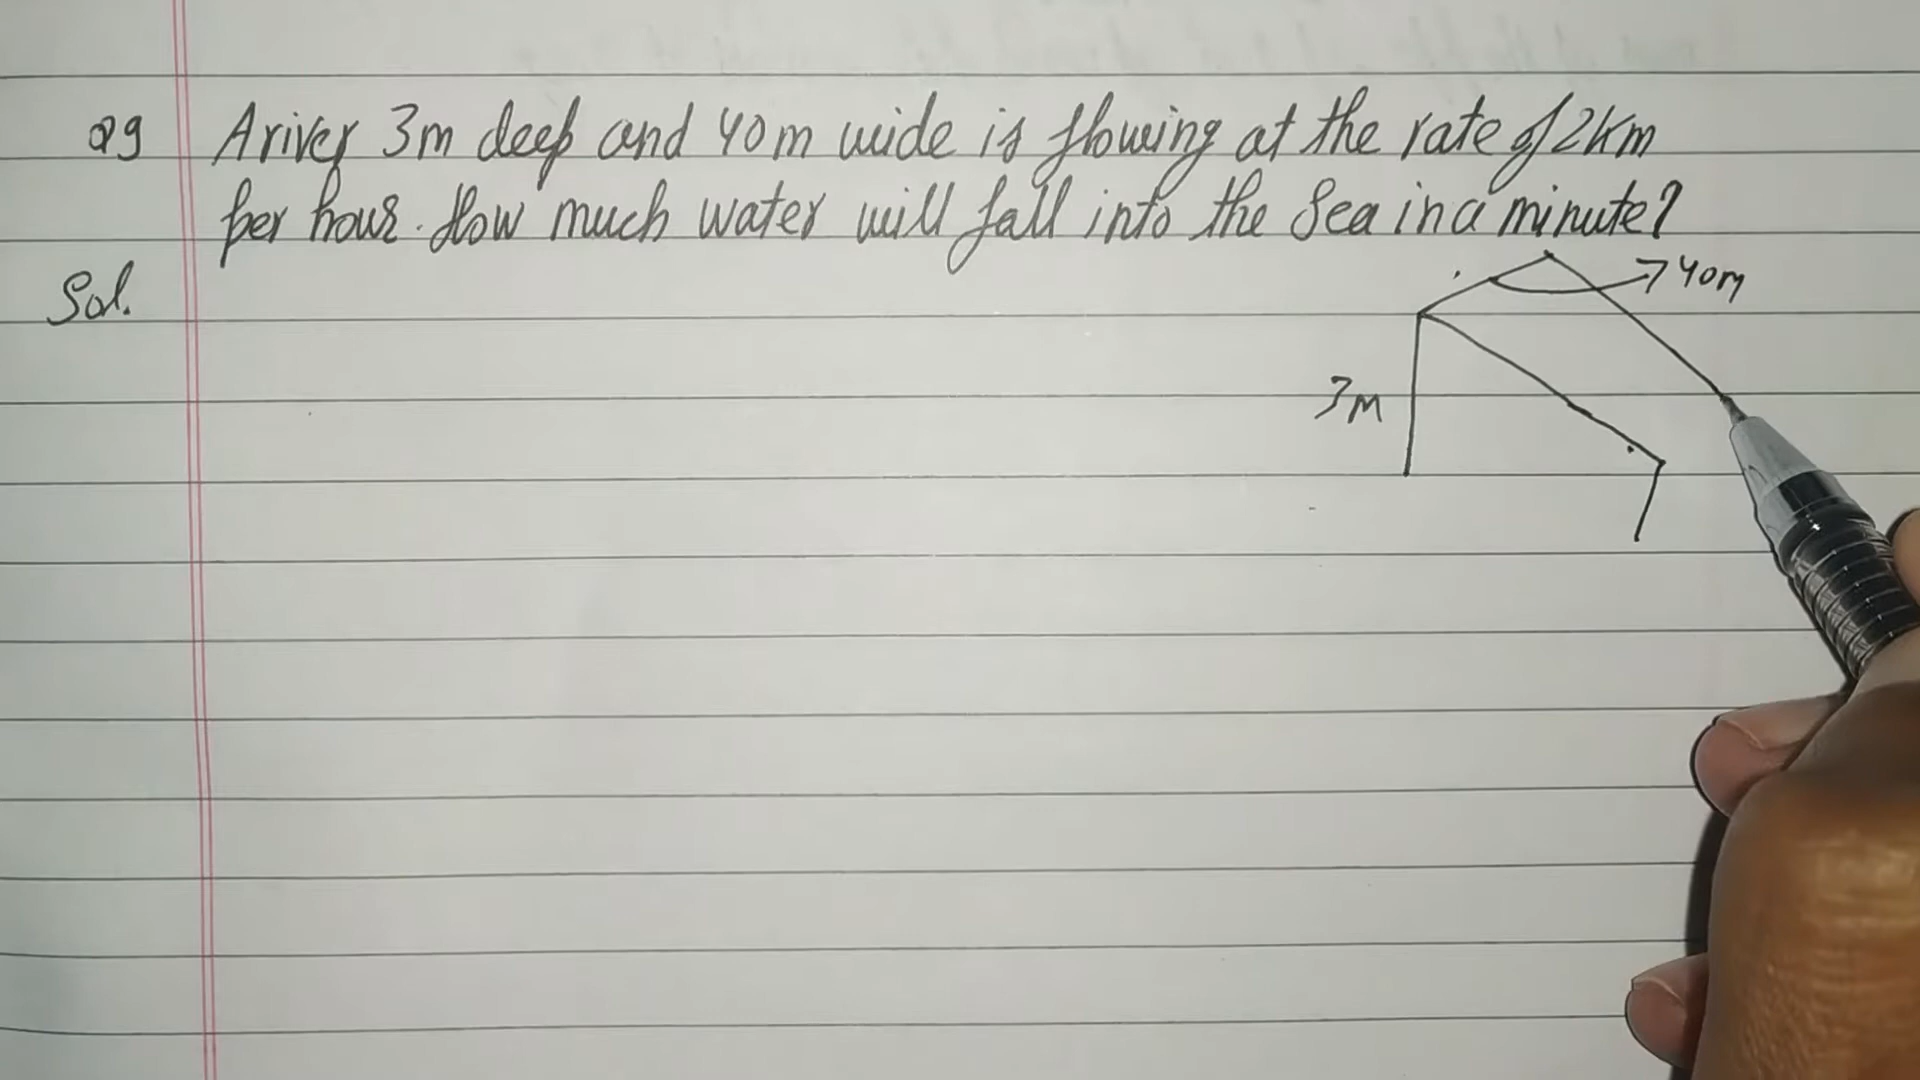 Q9 A river 3m deep and 40m wide is flowing at the rate of 2km
per hour. How much water will fall into the Sea in a minute?
Sol.
40m
3m